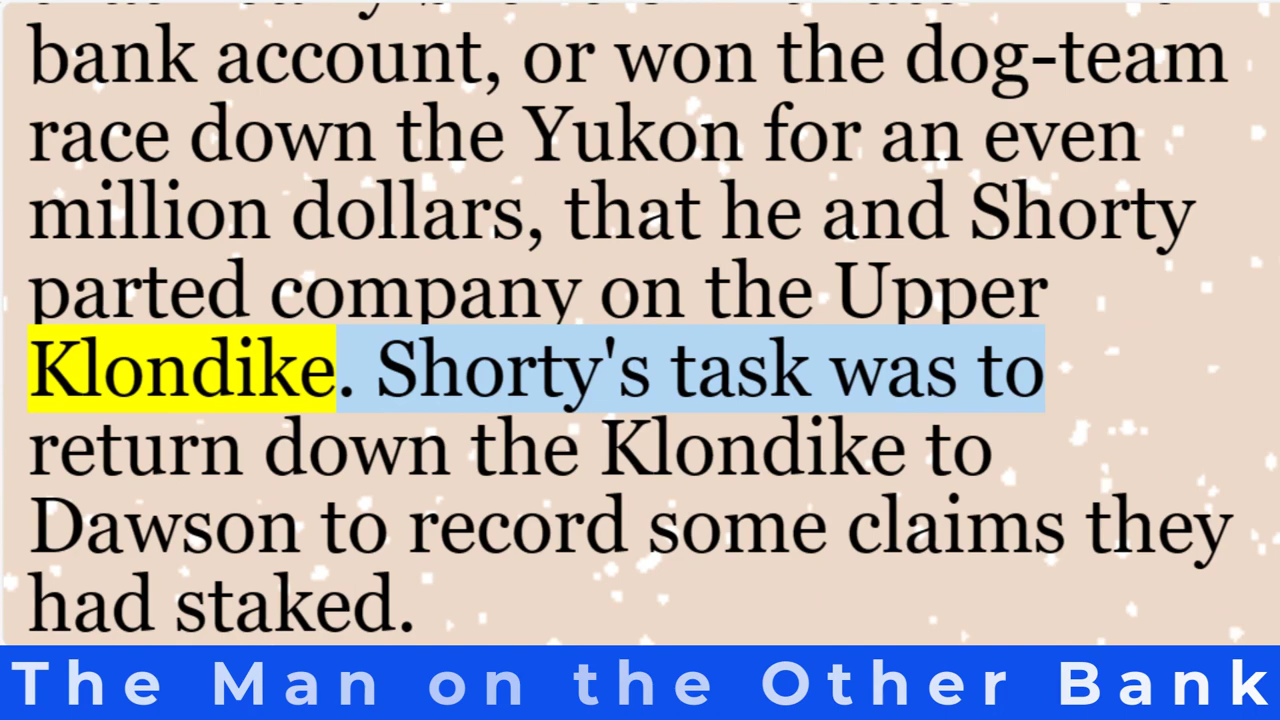 bank account, or won the dog-team
race down the Yukon for an even
million dollars, that he and Shorty
parted company on the Upper
Klondike. Shorty's task was to
return down the Klondike to
Dawson to record some claims they
had staked.
The Man on the Other Bank